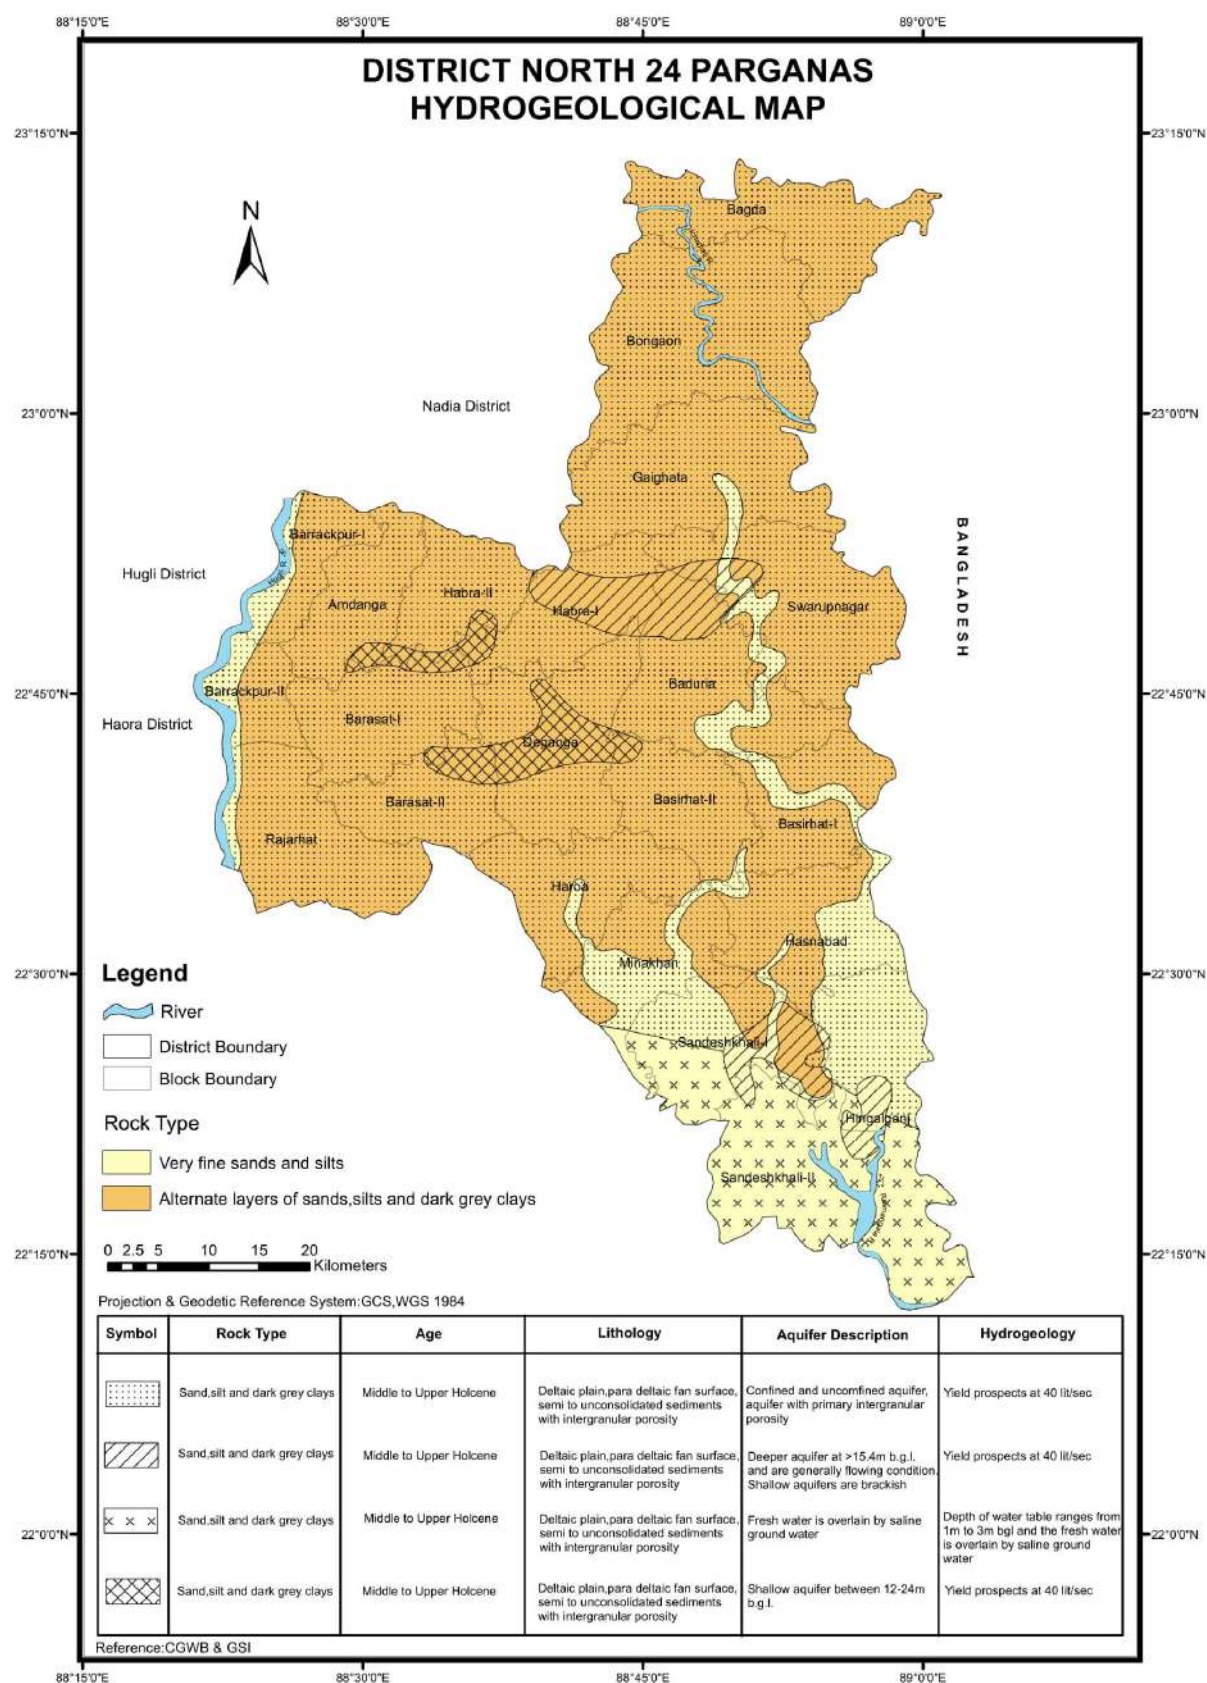 88°15'0"E 88°30'0"E 88°45'0"E 89°0'0"E
DISTRICT NORTH 24 PARGANAS
HYDROGEOLOGICAL MAP
23°15'0"N 23°15'0"N
N
Bagda
Bongaon
Nadia District
23°0'0"N 23°0'0"N
Gaighata
BANGLADESH
Barrackpur-I
Hugli District
Hugli R.
Habra-II
Amdanga
Habra-I
Swarupnagar
Baduria
22°45'0"N 22°45'0"N
Barrackpur-II
Haora District
Barasat-I
Deganga
Barasat-II
Basirhat-II
Basirhat-I
Rajarhat
Haroa
Hasnabad
Minakhan
22°30'0"N 22°30'0"N
Legend
River
District Boundary
Block Boundary
Sandeshkhali-I
Hingalganj
Sandeshkhali-II
Rock Type
Very fine sands and silts
Alternate layers of sands,silts and dark grey clays
22°15'0"N 22°15'0"N
0 2.5 5 10 15 20
Kilometers
Projection & Geodetic Reference System:GCS,WGS 1984
Symbol Rock Type Age Lithology Aquifer Description Hydrogeology
Sand,silt and dark grey clays Middle to Upper Holcene Deltaic plain,para deltaic fan surface, Confined and uncomfined aquifer, Yield prospects at 40 lit/sec
semi to unconsolidated sediments aquifer with primary intergranular
with intergranular porosity porosity
Sand,silt and dark grey clays Middle to Upper Holcene Deltaic plain,para deltaic fan surface, Deeper aquifer at >15.4m b.g.l. Yield prospects at 40 lit/sec
semi to unconsolidated sediments and are generally flowing condition.
with intergranular porosity Shallow aquifers are brackish
Sand,silt and dark grey clays Middle to Upper Holcene Deltaic plain,para deltaic fan surface, Fresh water is overlain by saline Depth of water table ranges from
semi to unconsolidated sediments ground water 1m to 3m bgl and the fresh water
with intergranular porosity is overlain by saline ground
water
22°0'0"N 22°0'0"N
Sand,silt and dark grey clays Middle to Upper Holcene Deltaic plain,para deltaic fan surface, Shallow aquifer between 12-24m Yield prospects at 40 lit/sec
semi to unconsolidated sediments b.g.l.
with intergranular porosity
Reference:CGWB & GSI
88°15'0"E 88°30'0"E 88°45'0"E 89°0'0"E